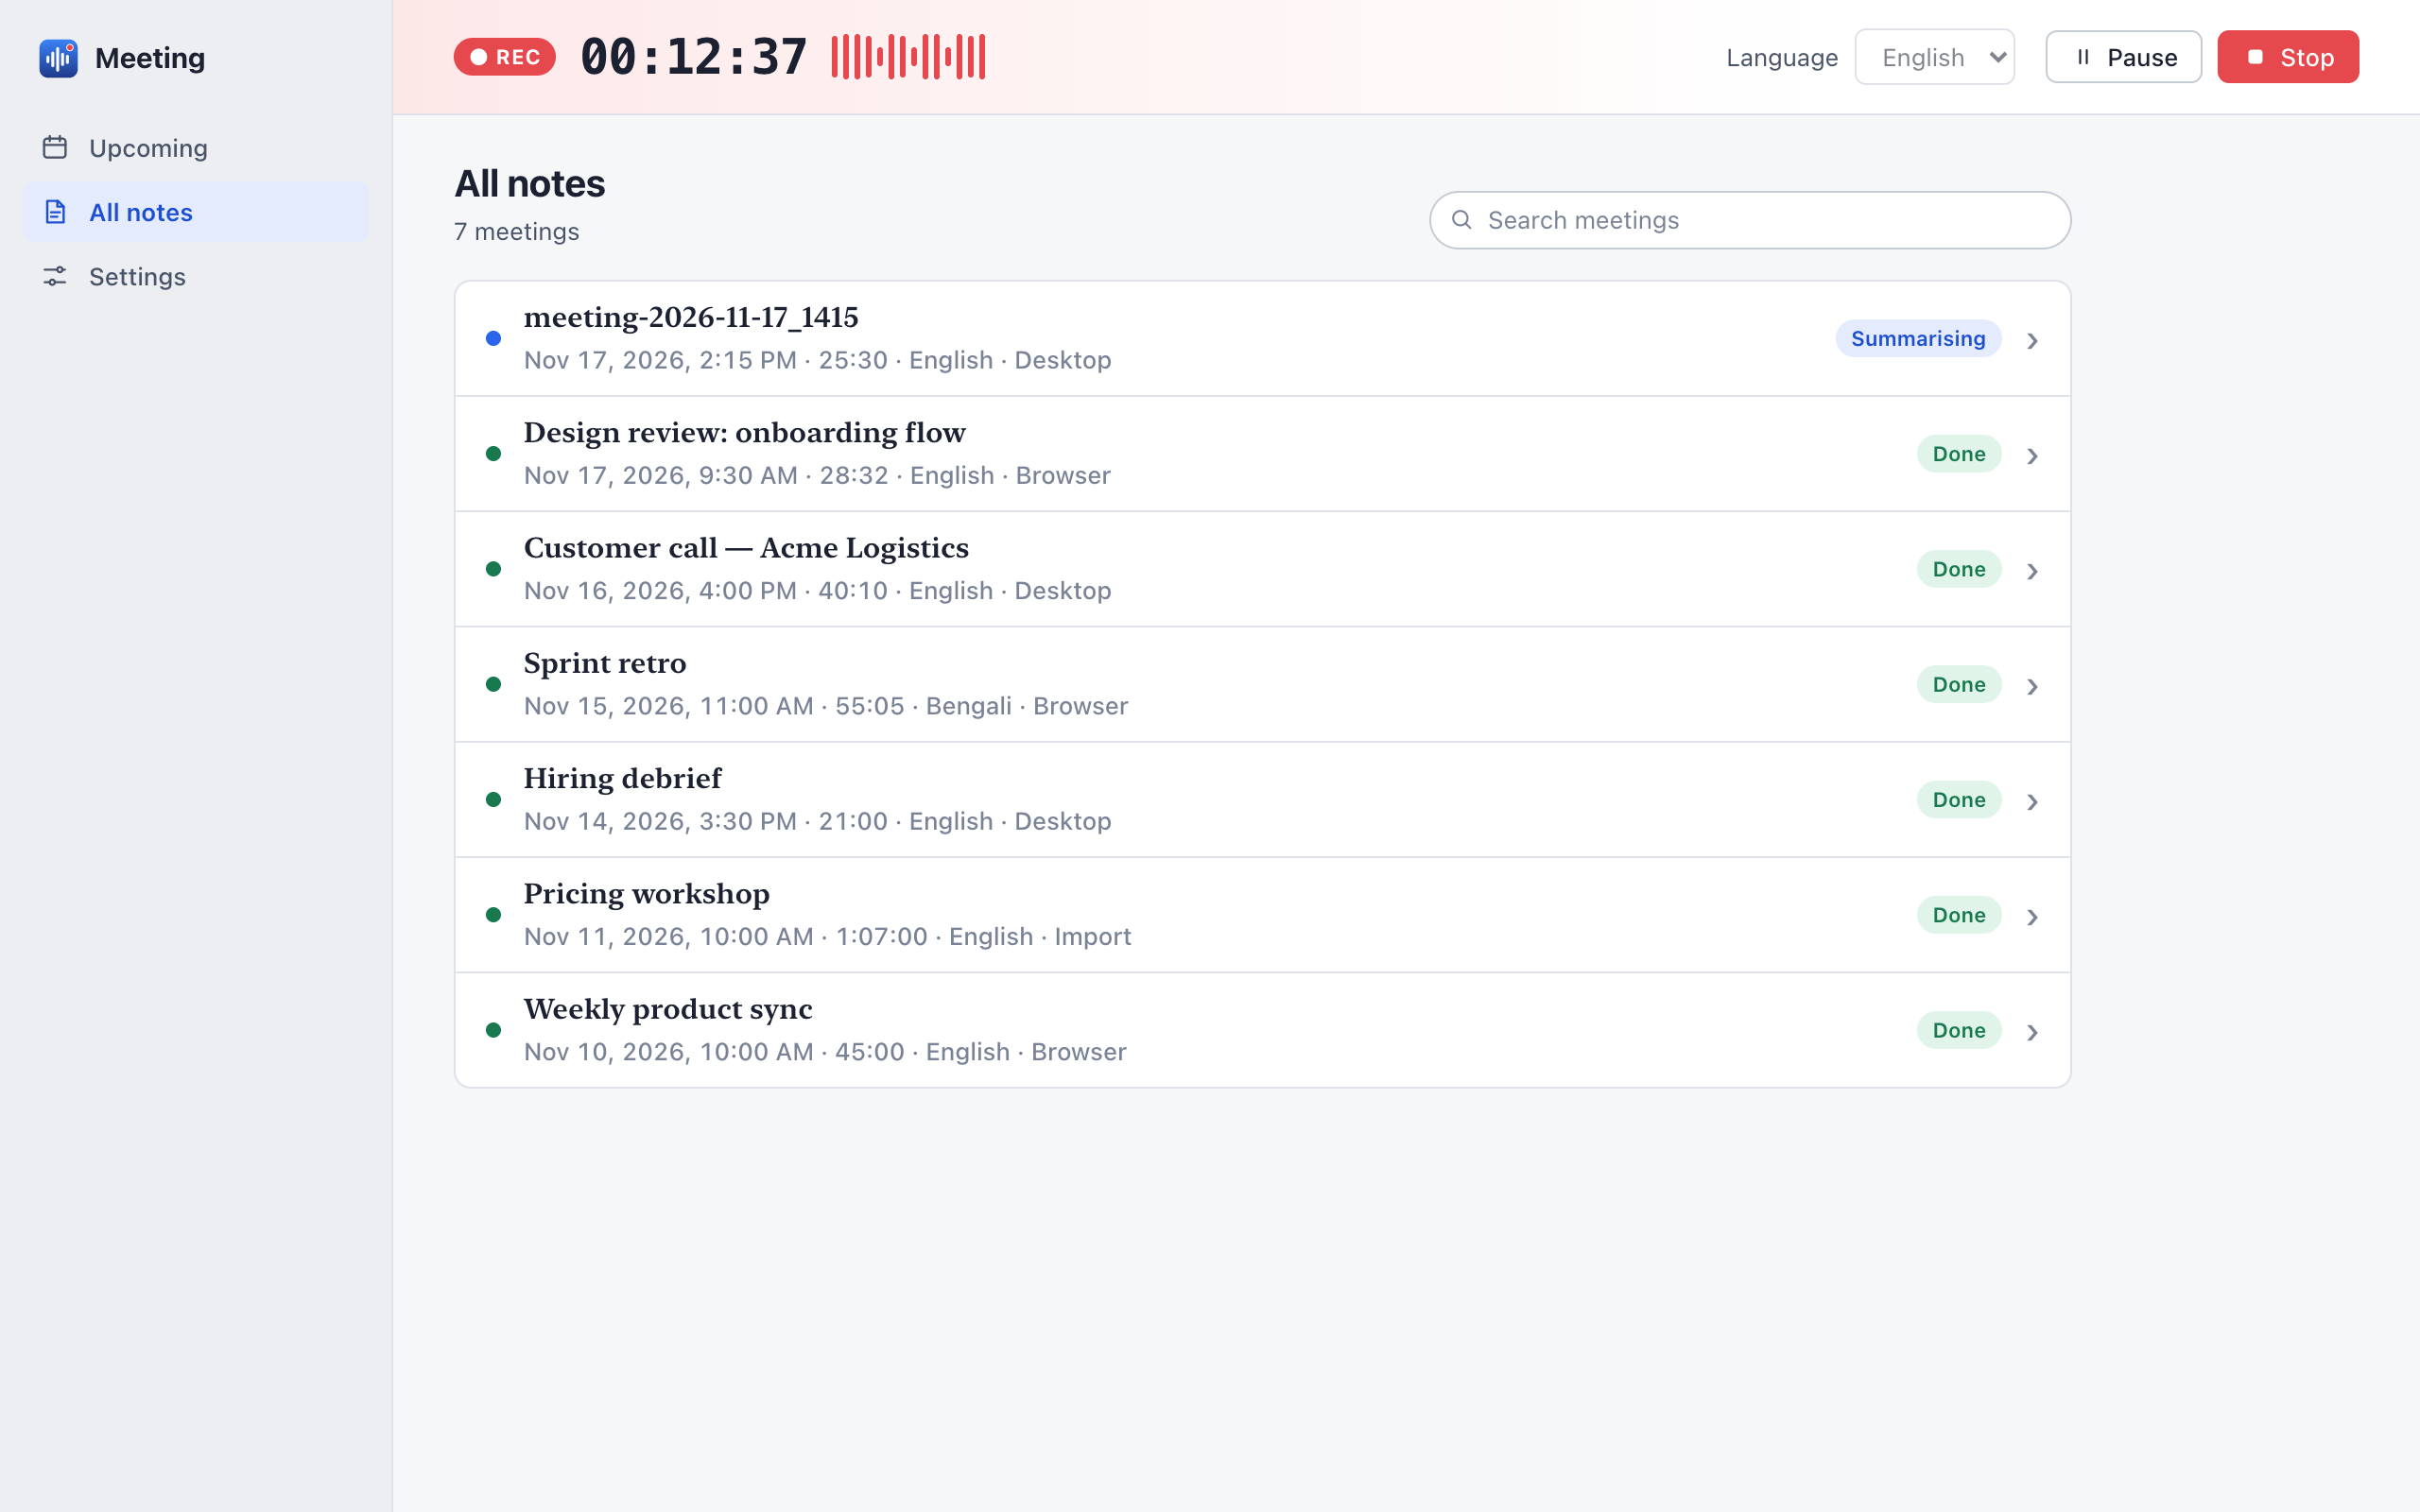 Meeting
Upcoming
All notes
Settings
REC 00:12:37
Language English Pause Stop
All notes
7 meetings
Search meetings
meeting-2026-11-17_1415
Nov 17, 2026, 2:15 PM · 25:30 · English · Desktop
Summarising
Design review: onboarding flow
Nov 17, 2026, 9:30 AM · 28:32 · English · Browser
Done
Customer call — Acme Logistics
Nov 16, 2026, 4:00 PM · 40:10 · English · Desktop
Done
Sprint retro
Nov 15, 2026, 11:00 AM · 55:05 · Bengali · Browser
Done
Hiring debrief
Nov 14, 2026, 3:30 PM · 21:00 · English · Desktop
Done
Pricing workshop
Nov 11, 2026, 10:00 AM · 1:07:00 · English · Import
Done
Weekly product sync
Nov 10, 2026, 10:00 AM · 45:00 · English · Browser
Done